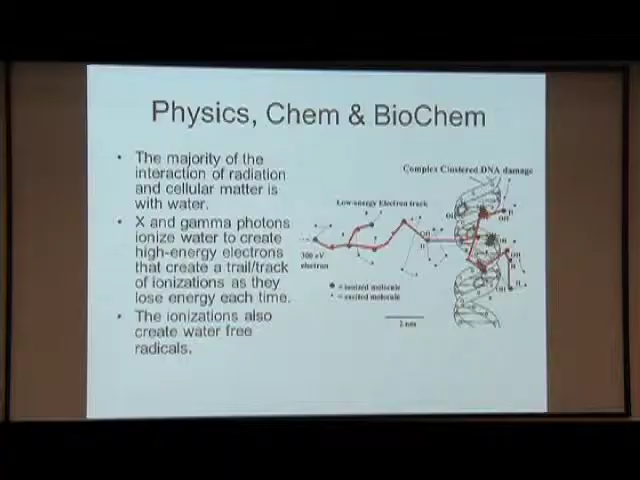 Physics, Chem & BioChem
• The majority of the
interaction of radiation
and cellular matter is
with water.
• X and gamma photons
ionize water to create
high-energy electrons
that create a trail/track
of ionizations as they
lose energy each time.
• The ionizations also
create water free
radicals.
Complex Clustered DNA damage
Low-energy Electron track
300 eV
electron
= ionized molecule
= excited molecule
2 nm
OH
H
OH
H
OH